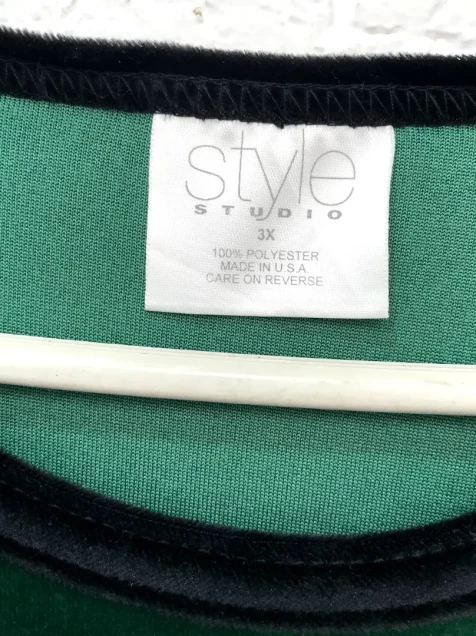 style
STUDIO
3X
100% POLYESTER
MADE IN U.S.A.
CARE ON REVERSE